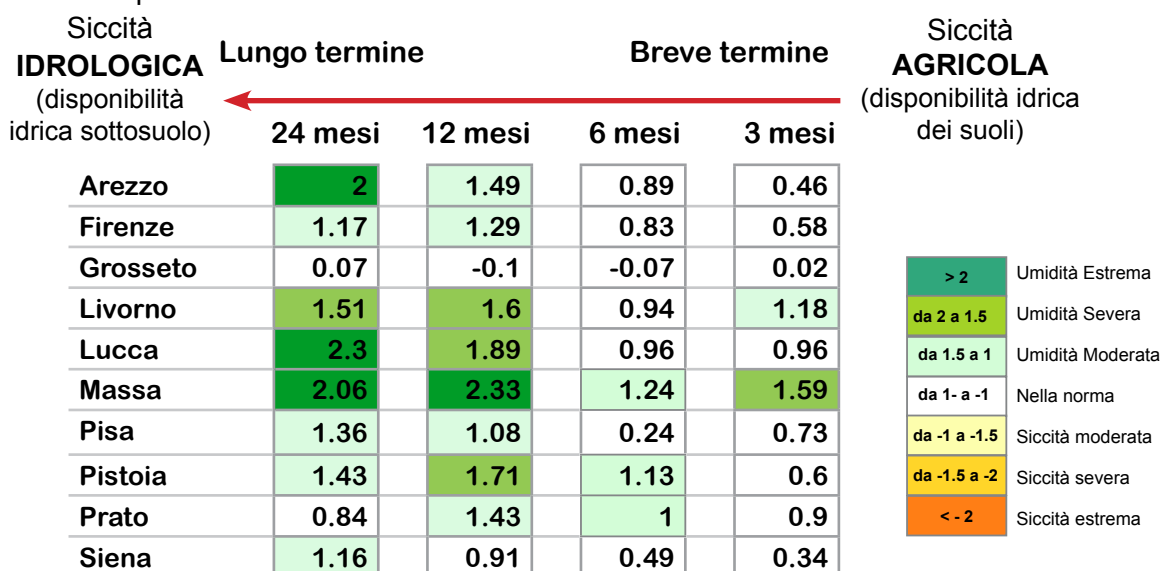 Siccità
IDROLOGICA
(disponibilità
idrica sottosuolo)
Lungo termine
Breve termine
Siccità
AGRICOLA
(disponibilità idrica
dei suoli)
24 mesi 12 mesi 6 mesi 3 mesi
Arezzo 2 1.49 0.89 0.46
Firenze 1.17 1.29 0.83 0.58
Grosseto 0.07 -0.1 -0.07 0.02
Livorno 1.51 1.6 0.94 1.18
Lucca 2.3 1.89 0.96 0.96
Massa 2.06 2.33 1.24 1.59
Pisa 1.36 1.08 0.24 0.73
Pistoia 1.43 1.71 1.13 0.6
Prato 0.84 1.43 1 0.9
Siena 1.16 0.91 0.49 0.34
> 2 Umidità Estrema
da 2 a 1.5 Umidità Severa
da 1.5 a 1 Umidità Moderata
da 1- a -1 Nella norma
da -1 a -1.5 Siccità moderata
da -1.5 a -2 Siccità severa
< - 2 Siccità estrema